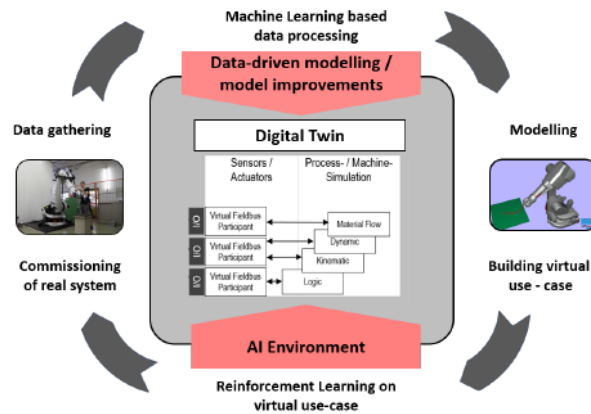 Machine Learning based
data processing
Data-driven modelling /
model improvements
Data gathering
Modelling
Digital Twin
Sensors /
Actuators
Process- / Machine-
Simulation
I/O
Virtual Fieldbus
Participant
Material Flow
Dynamic
I/O
Virtual Fieldbus
Participant
Kinematic
I/O
Virtual Fieldbus
Participant
Logic
Commissioning
of real system
Building virtual
use - case
AI Environment
Reinforcement Learning on
virtual use-case